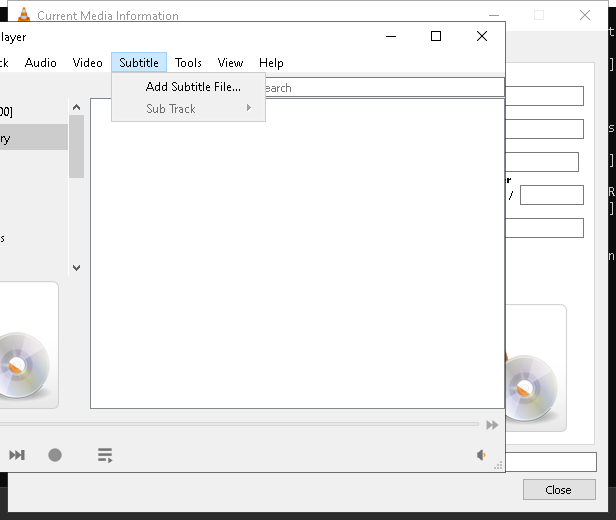 Current Media Information
layer
ck Audio Video Subtitle Tools View Help
Add Subtitle File...
Sub Track
earch
00]
ry
s
r
/
t
]
s
]
R
]
n
Close